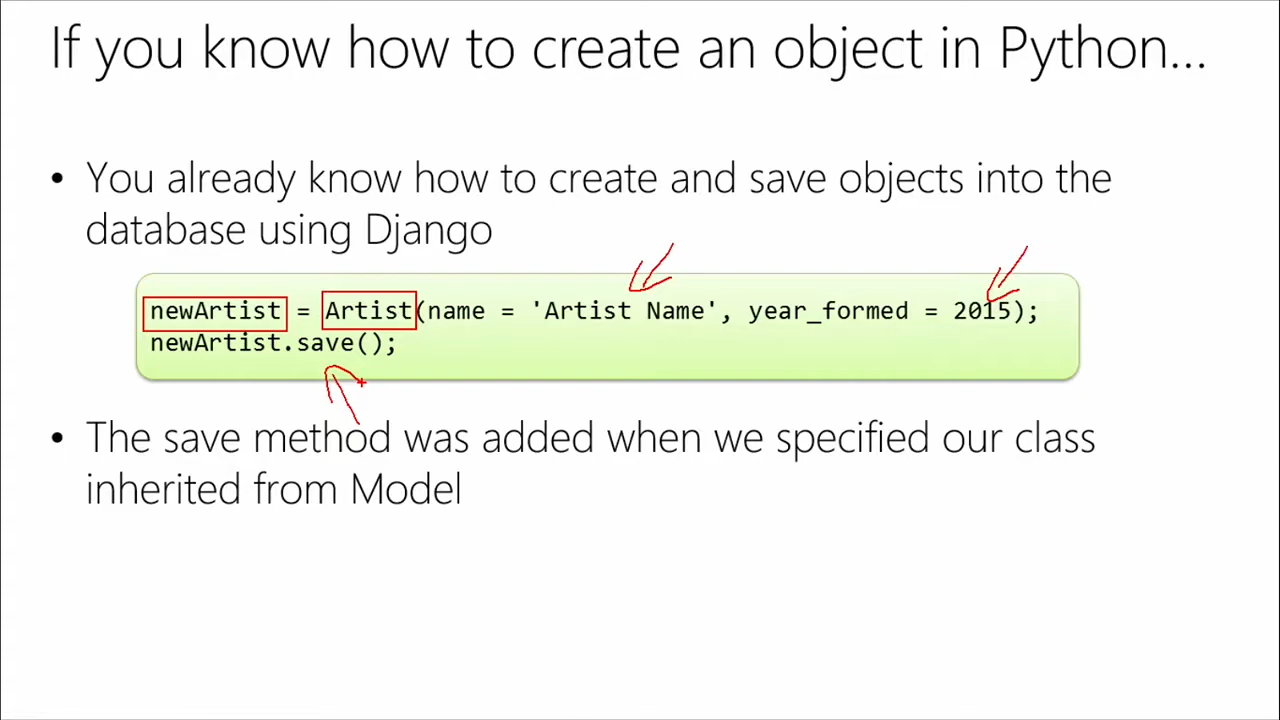 If you know how to create an object in Python...
• You already know how to create and save objects into the
database using Django
newArtist = Artist(name = 'Artist Name', year_formed = 2015);
newArtist.save();
• The save method was added when we specified our class
inherited from Model